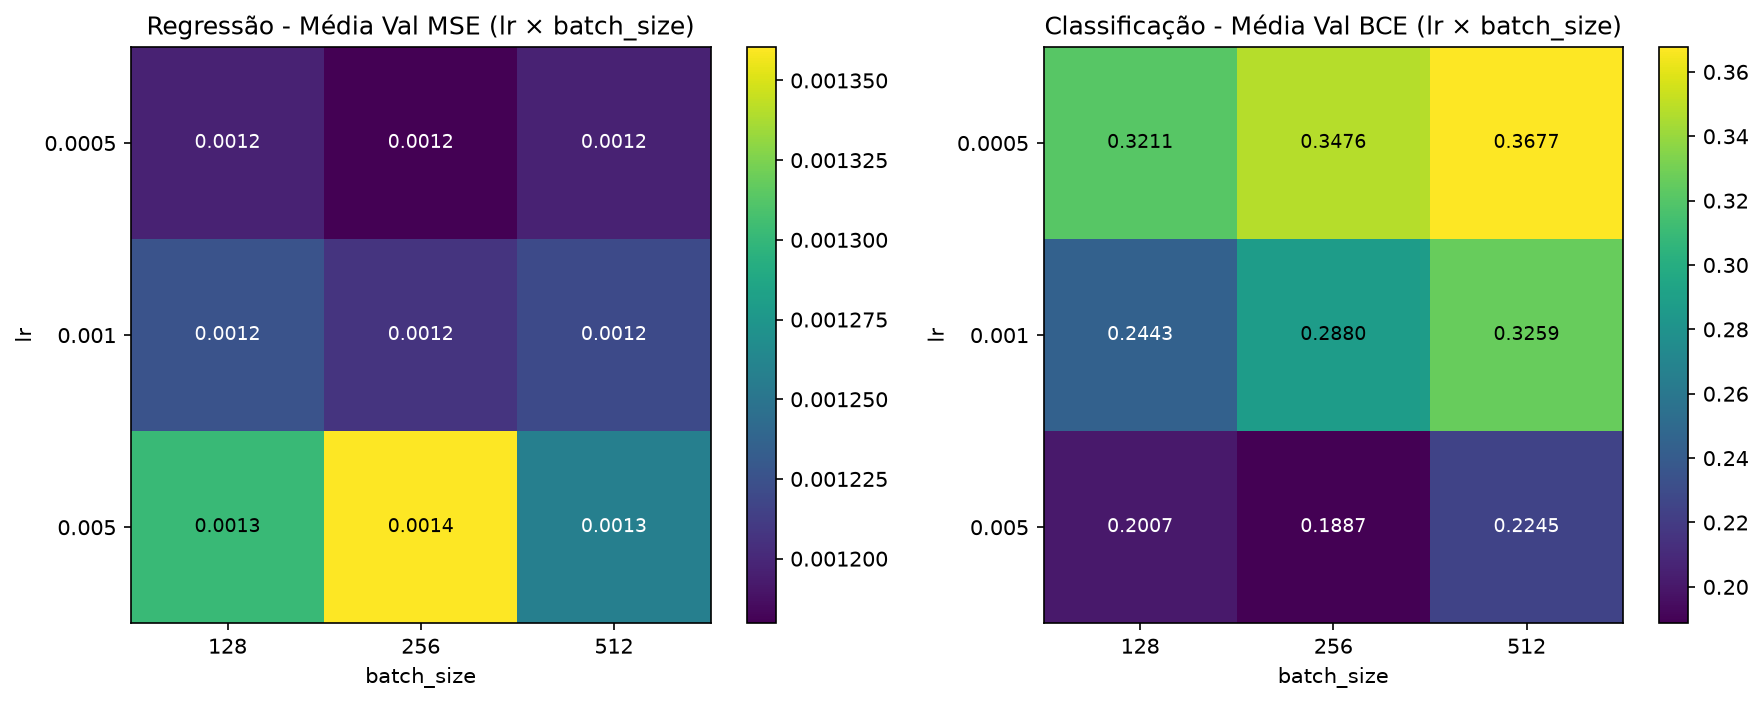 Regressão - Média Val MSE (lr × batch_size)
lr
0.0005
0.001
0.005
0.0012 0.0012 0.0012
0.0012 0.0012 0.0012
0.0013 0.0014 0.0013
128 256 512
batch_size
0.001350
0.001325
0.001300
0.001275
0.001250
0.001225
0.001200
Classificação - Média Val BCE (lr × batch_size)
lr
0.0005
0.001
0.005
0.3211 0.3476 0.3677
0.2443 0.2880 0.3259
0.2007 0.1887 0.2245
128 256 512
batch_size
0.36
0.34
0.32
0.30
0.28
0.26
0.24
0.22
0.20